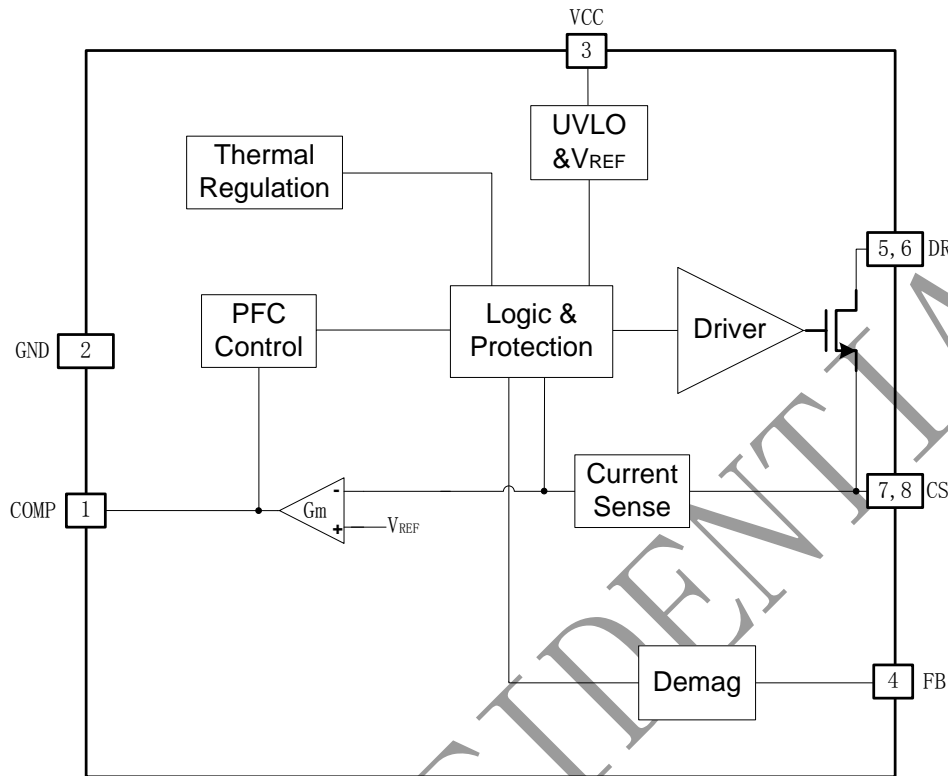 VCC
3
UVLO
&VREF
Thermal
Regulation
5,6
DR
PFC
Control
Logic &
Protection
Driver
GND
2
Current
Sense
7,8
CS
COMP
1
Gm
-
+
VREF
Demag
4
FB